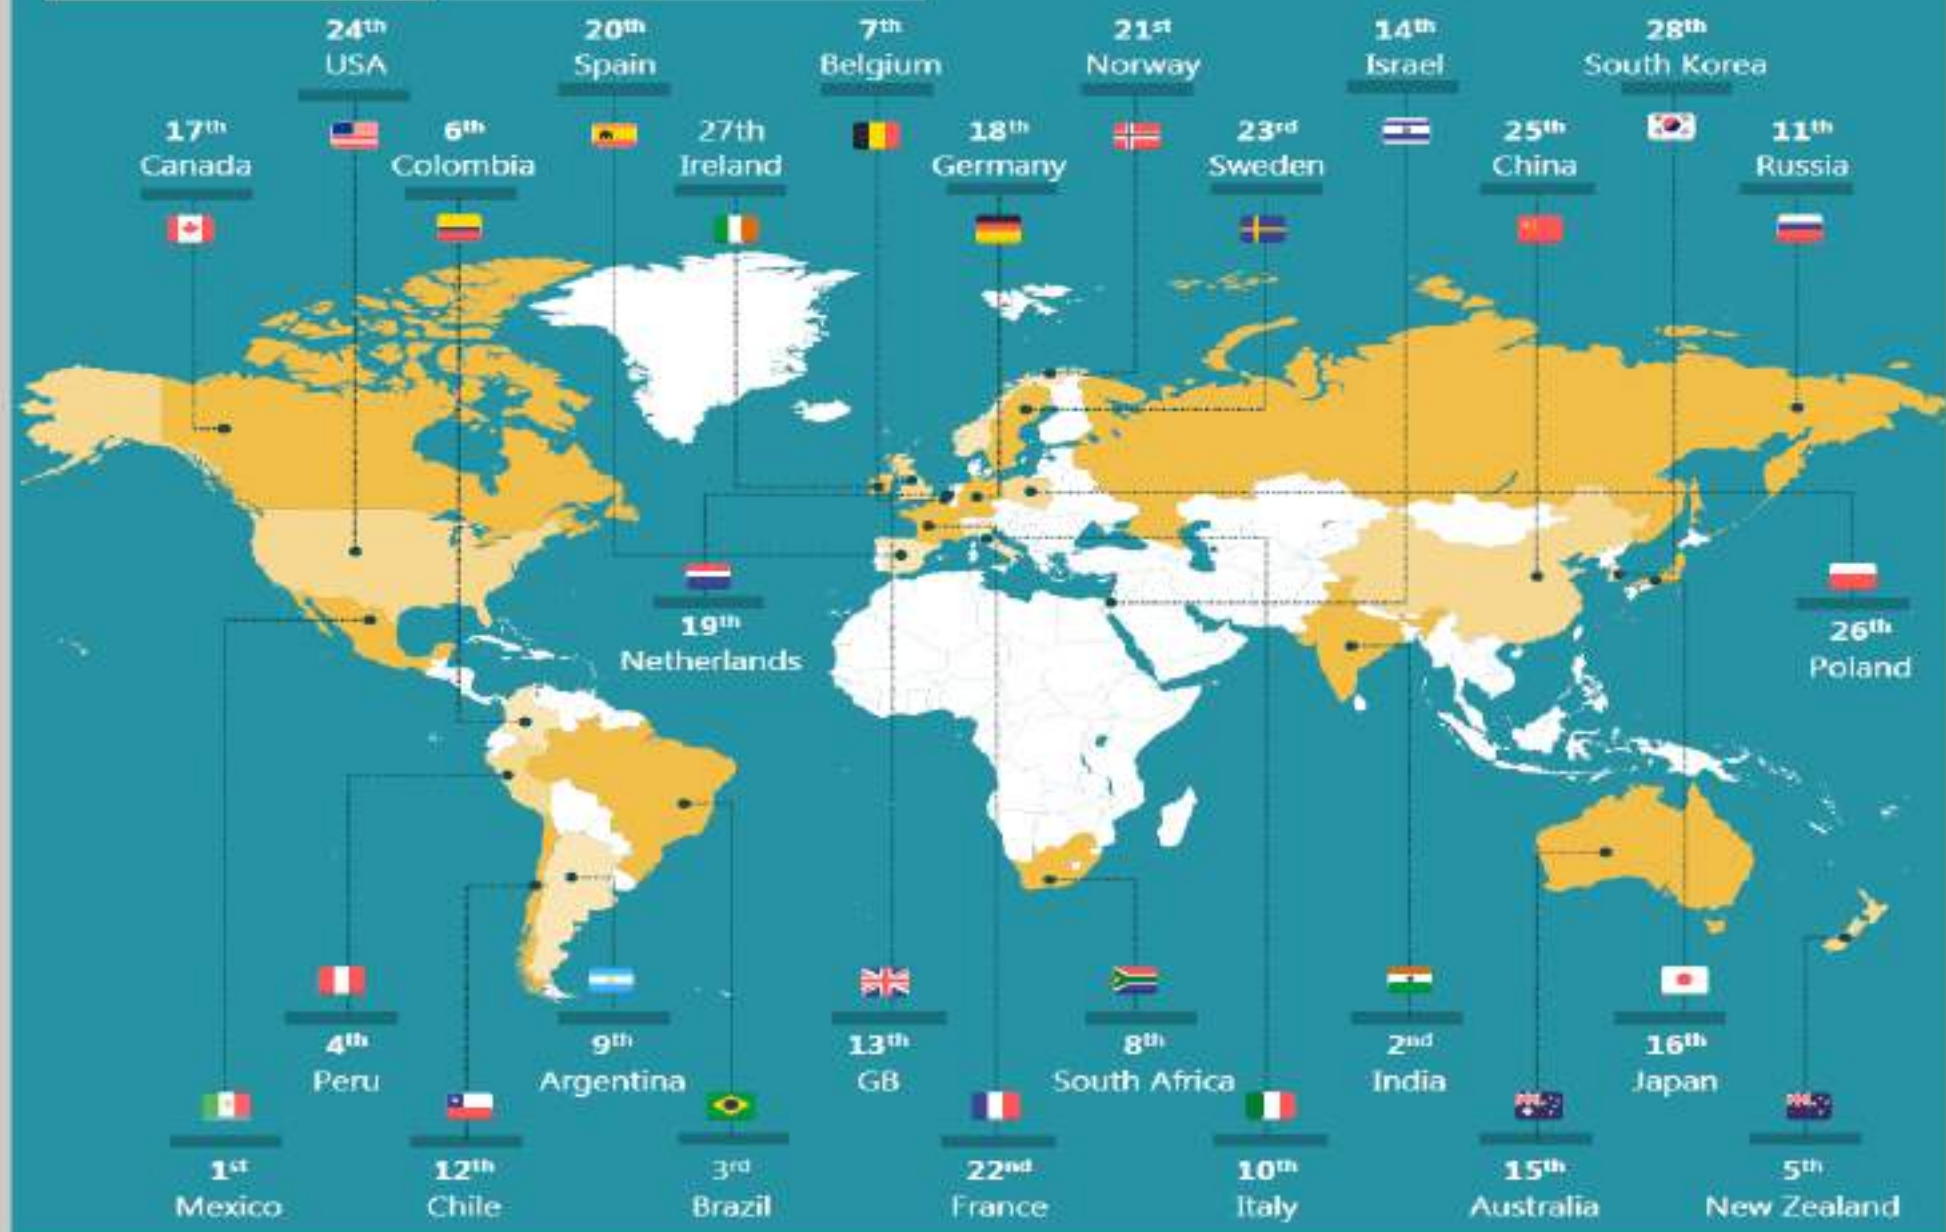 24th
USA
20th
Spain
7th
Belgium
21st
Norway
14th
Israel
28th
South Korea
17th
Canada
6th
Colombia
27th
Ireland
18th
Germany
23rd
Sweden
25th
China
11th
Russia
19th
Netherlands
26th
Poland
4th
Peru
9th
Argentina
13th
GB
8th
South Africa
2nd
India
16th
Japan
1st
Mexico
12th
Chile
3rd
Brazil
22nd
France
10th
Italy
15th
Australia
5th
New Zealand